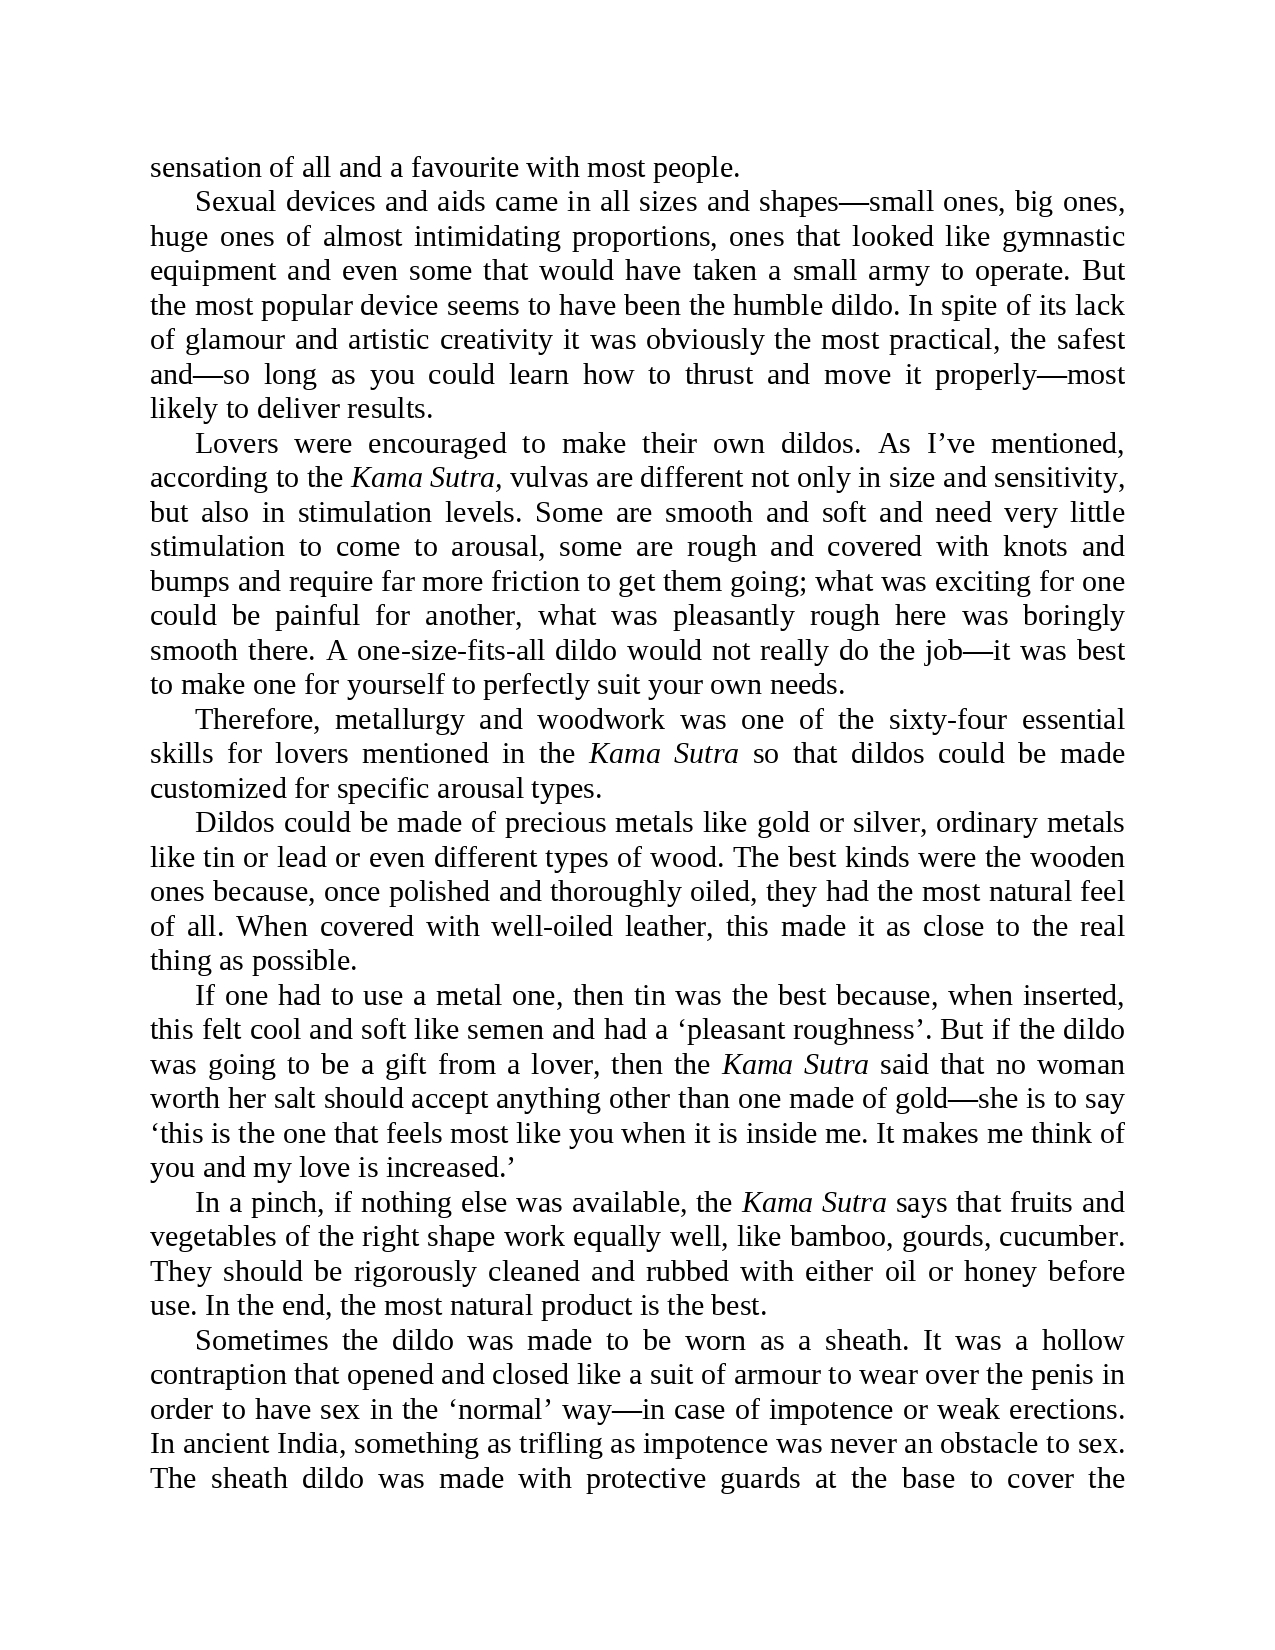 sensation of all and a favourite with most people.
Sexual devices and aids came in all sizes and shapes—small ones, big ones,
huge ones of almost intimidating proportions, ones that looked like gymnastic
equipment and even some that would have taken a small army to operate. But
the most popular device seems to have been the humble dildo. In spite of its lack
of glamour and artistic creativity it was obviously the most practical, the safest
and—so long as you could learn how to thrust and move it properly—most
likely to deliver results.
Lovers were encouraged to make their own dildos. As I’ve mentioned,
according to the Kama Sutra, vulvas are different not only in size and sensitivity,
but also in stimulation levels. Some are smooth and soft and need very little
stimulation to come to arousal, some are rough and covered with knots and
bumps and require far more friction to get them going; what was exciting for one
could be painful for another, what was pleasantly rough here was boringly
smooth there. A one-size-fits-all dildo would not really do the job—it was best
to make one for yourself to perfectly suit your own needs.
Therefore, metallurgy and woodwork was one of the sixty-four essential
skills for lovers mentioned in the Kama Sutra so that dildos could be made
customized for specific arousal types.
Dildos could be made of precious metals like gold or silver, ordinary metals
like tin or lead or even different types of wood. The best kinds were the wooden
ones because, once polished and thoroughly oiled, they had the most natural feel
of all. When covered with well-oiled leather, this made it as close to the real
thing as possible.
If one had to use a metal one, then tin was the best because, when inserted,
this felt cool and soft like semen and had a ‘pleasant roughness’. But if the dildo
was going to be a gift from a lover, then the Kama Sutra said that no woman
worth her salt should accept anything other than one made of gold—she is to say
‘this is the one that feels most like you when it is inside me. It makes me think of
you and my love is increased.’
In a pinch, if nothing else was available, the Kama Sutra says that fruits and
vegetables of the right shape work equally well, like bamboo, gourds, cucumber.
They should be rigorously cleaned and rubbed with either oil or honey before
use. In the end, the most natural product is the best.
Sometimes the dildo was made to be worn as a sheath. It was a hollow
contraption that opened and closed like a suit of armour to wear over the penis in
order to have sex in the ‘normal’ way—in case of impotence or weak erections.
In ancient India, something as trifling as impotence was never an obstacle to sex.
The sheath dildo was made with protective guards at the base to cover the